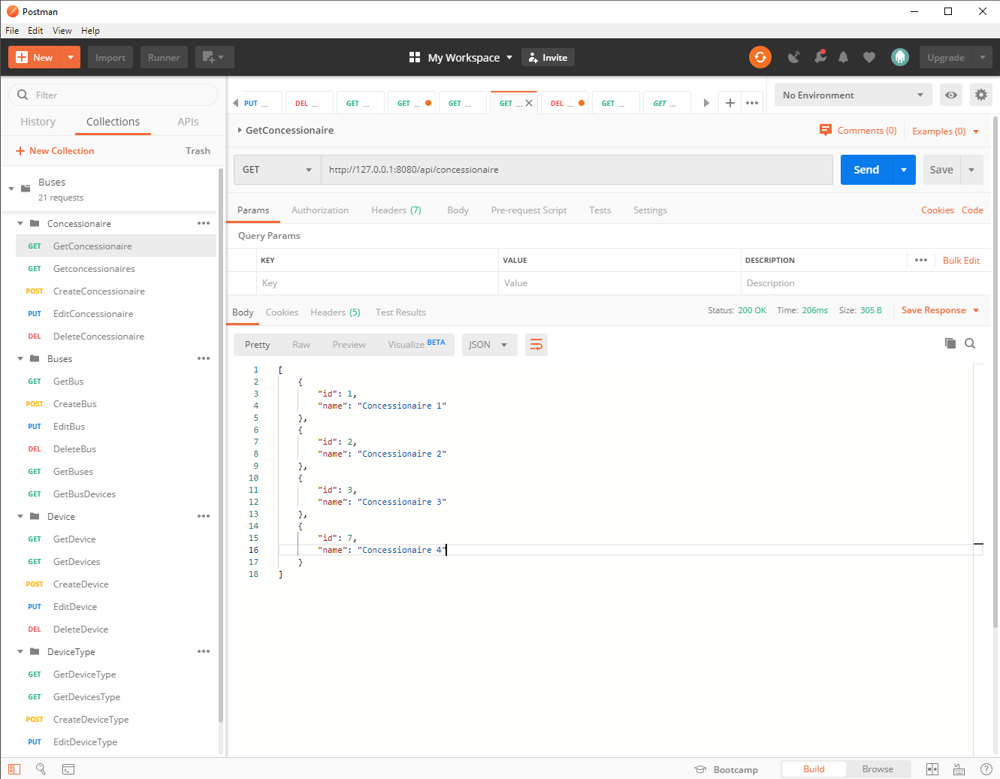 Postman
File Edit View Help
New Import Runner My Workspace Invite Upgrade
Filter
History Collections APIs
New Collection Trash
Buses
21 requests
Concessionaire
GET GetConcessionaire
GET Getconcessionaires
POST CreateConcessionaire
PUT EditConcessionaire
DEL DeleteConcessionaire
Buses
GET GetBus
POST CreateBus
PUT EditBus
DEL DeleteBus
GET GetBuses
GET GetBusDevices
Device
GET GetDevice
GET GetDevices
POST CreateDevice
PUT EditDevice
DEL DeleteDevice
DeviceType
GET GetDeviceType
GET GetDevicesType
POST CreateDeviceType
PUT EditDeviceType
PUT ... DEL ... GET ... GET ... GET ... GET ... DEL ... GET ... GET ... No Environment
GetConcessionaire Comments (0) Examples (0)
GET http://127.0.0.1:8080/api/concessionaire Send Save
Params Authorization Headers (7) Body Pre-request Script Tests Settings Cookies Code
Query Params
KEY VALUE DESCRIPTION Bulk Edit
Key Value Description
Body Cookies Headers (5) Test Results Status: 200 OK Time: 206ms Size: 305 B Save Response
Pretty Raw Preview Visualize BETA JSON
1 [
2 {
3 "id": 1,
4 "name": "Concessionaire 1"
5 },
6 {
7 "id": 2,
8 "name": "Concessionaire 2"
9 },
10 {
11 "id": 3,
12 "name": "Concessionaire 3"
13 },
14 {
15 "id": 7,
16 "name": "Concessionaire 4"
17 }
18 ]
Bootcamp Build Browse